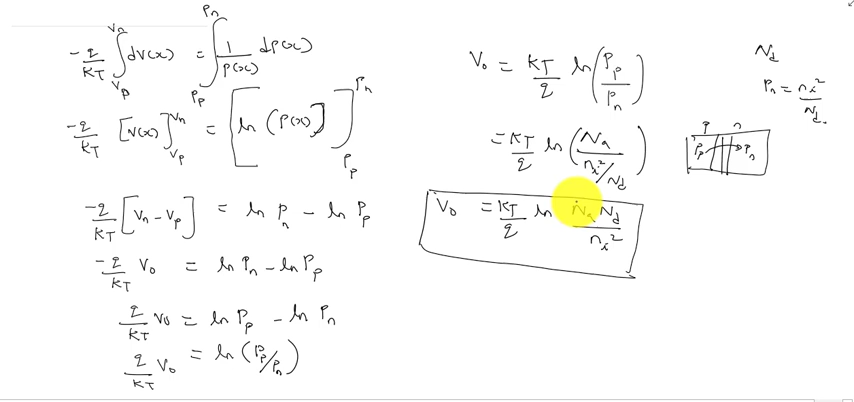 -q/KT ∫_{Vp}^{Vn} dV(x) = ∫_{Pp}^{Pn} 1/P(x) dP(x)
-q/KT [V(x)]_{Vp}^{Vn} = [ln (P(x))]_{Pp}^{Pn}
-q/KT [Vn - Vp] = ln Pn - ln Pp
-q/KT V0 = ln Pn - ln Pp
q/KT V0 = ln Pp - ln Pn
q/KT V0 = ln (Pp/Pn)
V0 = KT/q ln (Pp/Pn)
= KT/q ln (Na / (ni²/Nd))
V0 = KT/q ln Na Nd / ni²
Nd
Pn = ni²/Nd.
P n
Pp → Pn